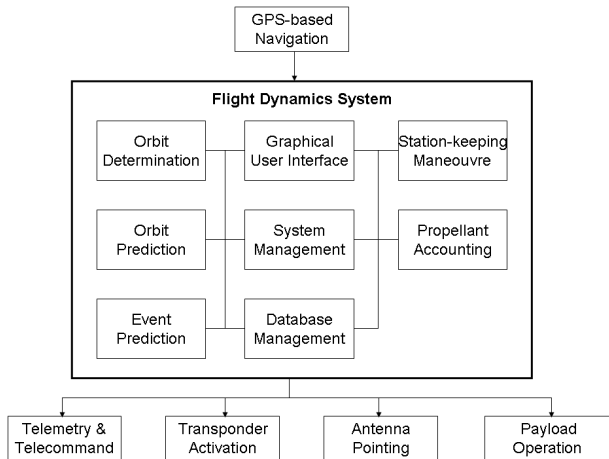 GPS-based
Navigation
Flight Dynamics System
Orbit
Determination
Graphical
User Interface
Station-keeping
Maneouvre
Orbit
Prediction
System
Management
Propellant
Accounting
Event
Prediction
Database
Management
Telemetry &
Telecommand
Transponder
Activation
Antenna
Pointing
Payload
Operation